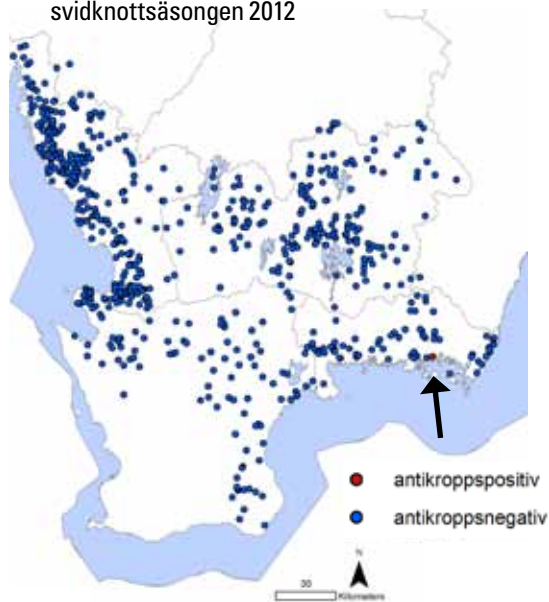 svidknottsäsongen 2012
antikroppspositiv
antikroppsnegativ
N
30
Kilometers